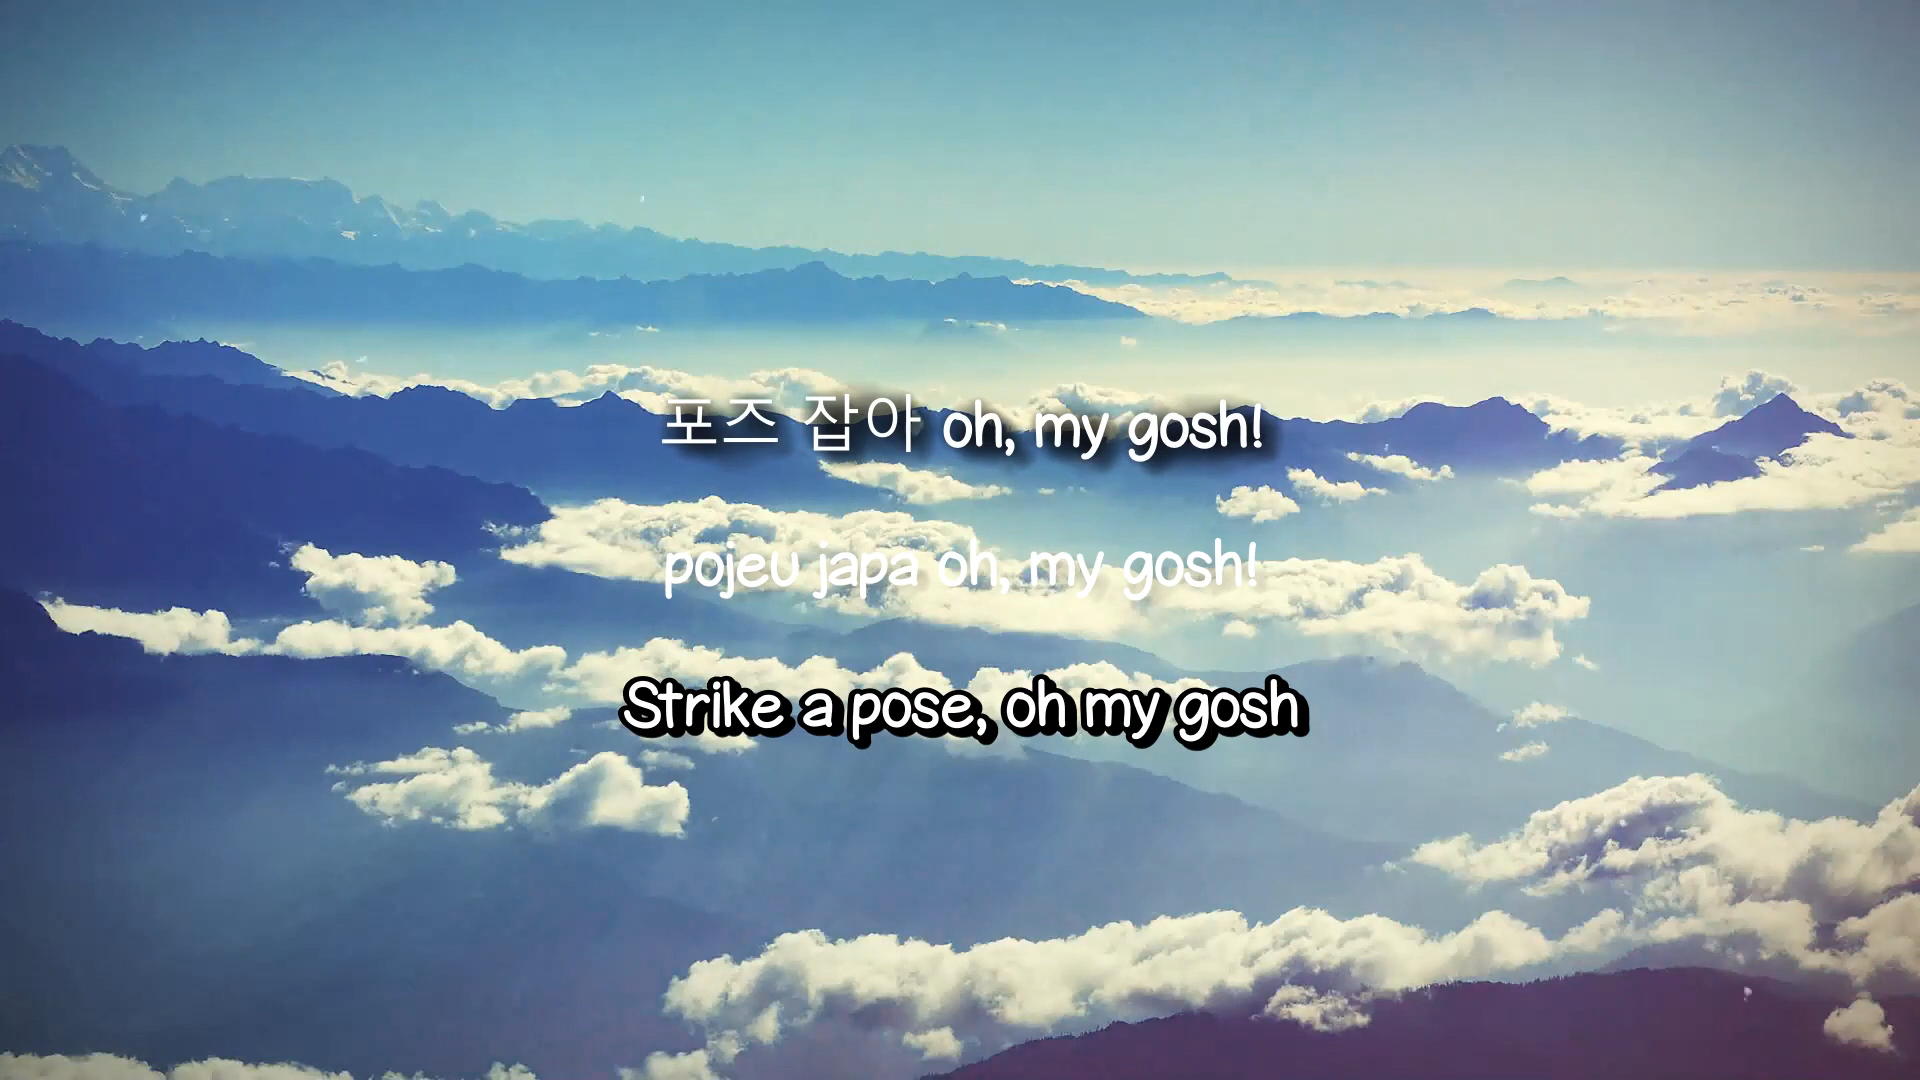 포즈 잡아 oh, my gosh!
pojeu japa oh, my gosh!
Strike a pose, oh my gosh